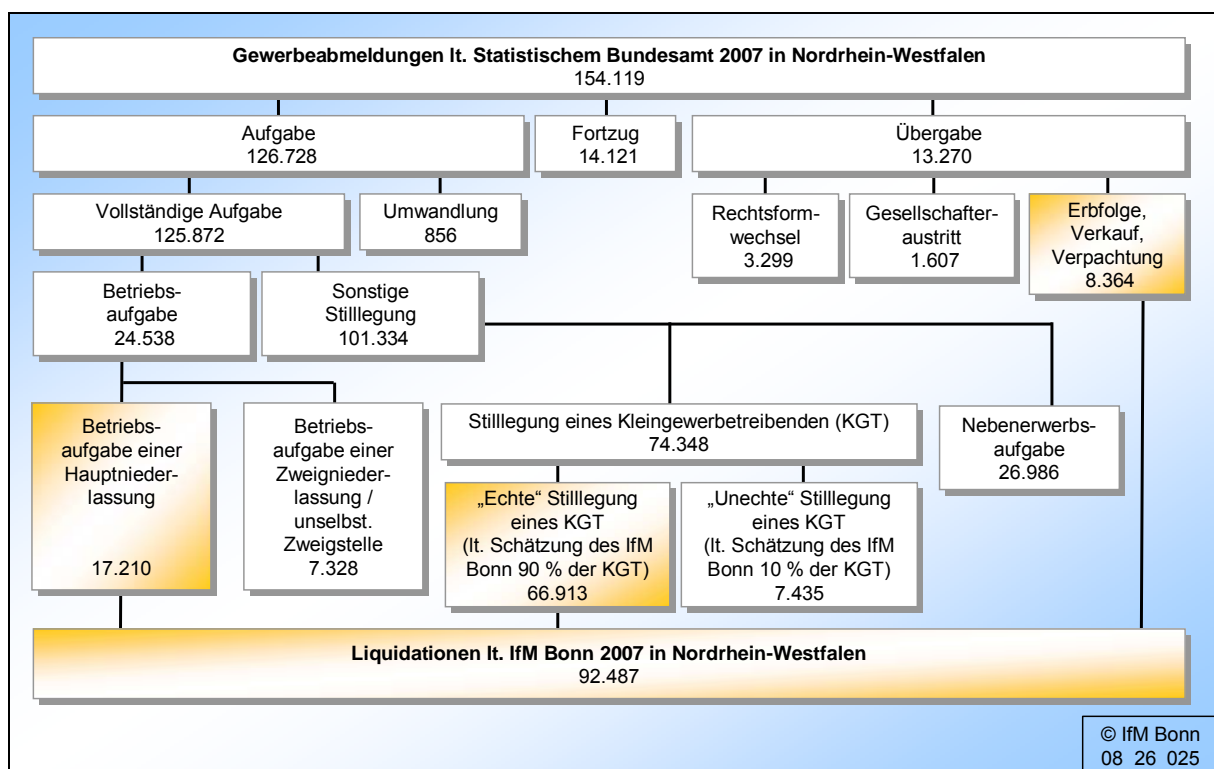 Gewerbeabmeldungen lt. Statistischem Bundesamt 2007 in Nordrhein-Westfalen
154.119
Aufgabe
126.728
Fortzug
14.121
Übergabe
13.270
Vollständige Aufgabe
125.872
Umwandlung
856
Rechtsform-
wechsel
3.299
Gesellschafter-
austritt
1.607
Erbfolge,
Verkauf,
Verpachtung
8.364
Betriebs-
aufgabe
24.538
Sonstige
Stilllegung
101.334
Betriebs-
aufgabe einer
Hauptnieder-
lassung
17.210
Betriebs-
aufgabe einer
Zweignieder-
lassung /
unselbst.
Zweigstelle
7.328
Stilllegung eines Kleingewerbetreibenden (KGT)
74.348
Nebenerwerbs-
aufgabe
26.986
„Echte“ Stilllegung
eines KGT
(lt. Schätzung des IfM
Bonn 90 % der KGT)
66.913
„Unechte“ Stilllegung
eines KGT
(lt. Schätzung des IfM
Bonn 10 % der KGT)
7.435
Liquidationen lt. IfM Bonn 2007 in Nordrhein-Westfalen
92.487
© IfM Bonn
08 26 025